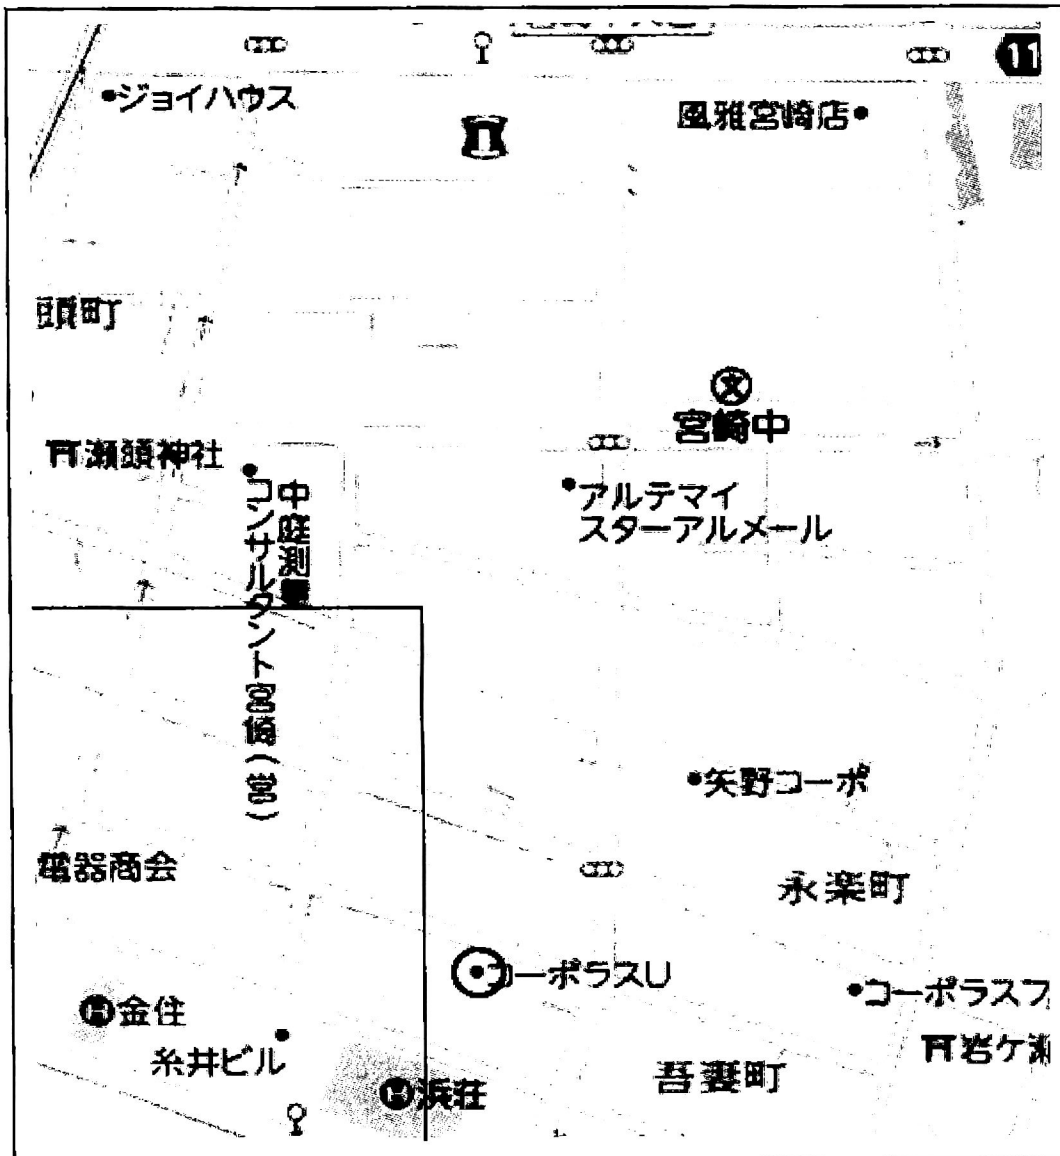 11
ジョイハウス
風雅宮崎店
頭町
宮崎中
瀬頭神社
中庭測量
コンサルタント
アルテマイ
スターアルメール
矢野コーポ
電器商会
永楽町
コーポラスU
コーポラスフ
金住
糸井ビル
岩ケ瀬
吾妻町
浜荘